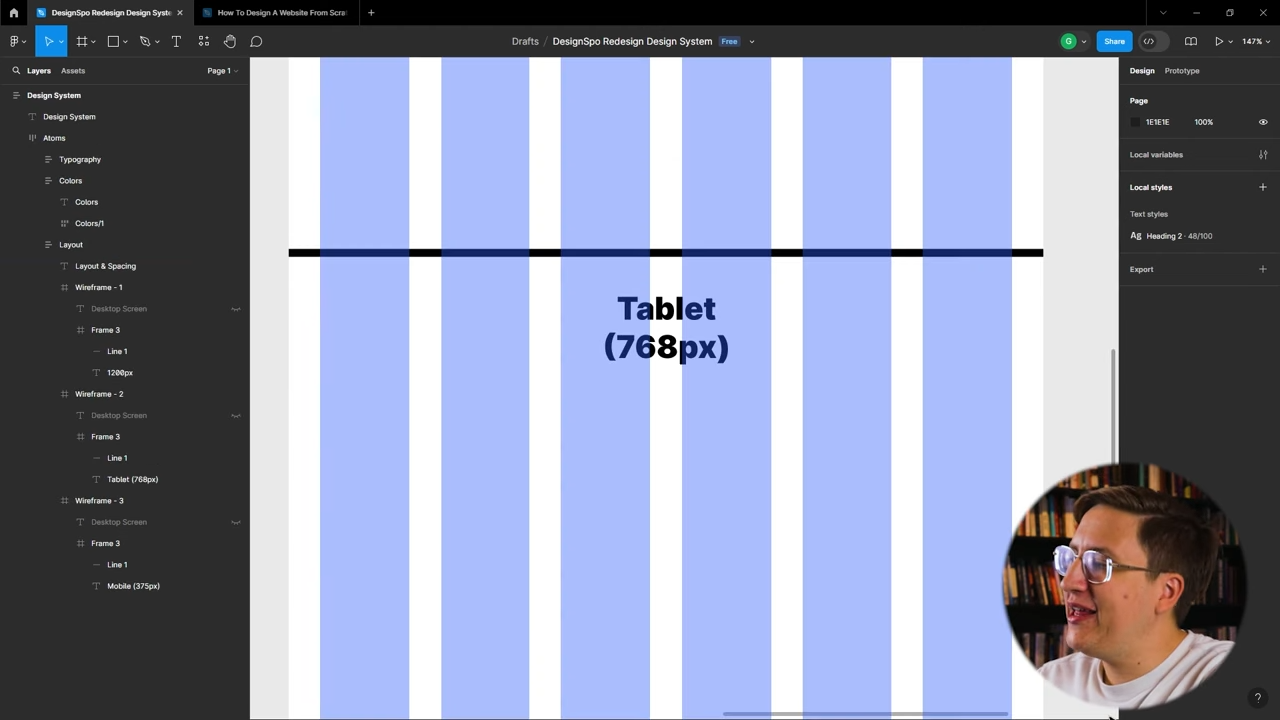 DesignSpo Redesign Design Syste
How To Design A Website From Scra
Drafts / DesignSpo Redesign Design System Free
G
Share
147%
Layers Assets Page 1
Design System
Design System
Atoms
Typography
Colors
Colors
Colors/1
Layout
Layout & Spacing
Wireframe - 1
Desktop Screen
Frame 3
Line 1
1200px
Wireframe - 2
Desktop Screen
Frame 3
Line 1
Tablet (768px)
Wireframe - 3
Desktop Screen
Frame 3
Line 1
Mobile (375px)
Tablet
(768px)
Design Prototype
Page
1E1E1E 100%
Local variables
Local styles
Text styles
Ag Heading 2 · 48/100
Export
?